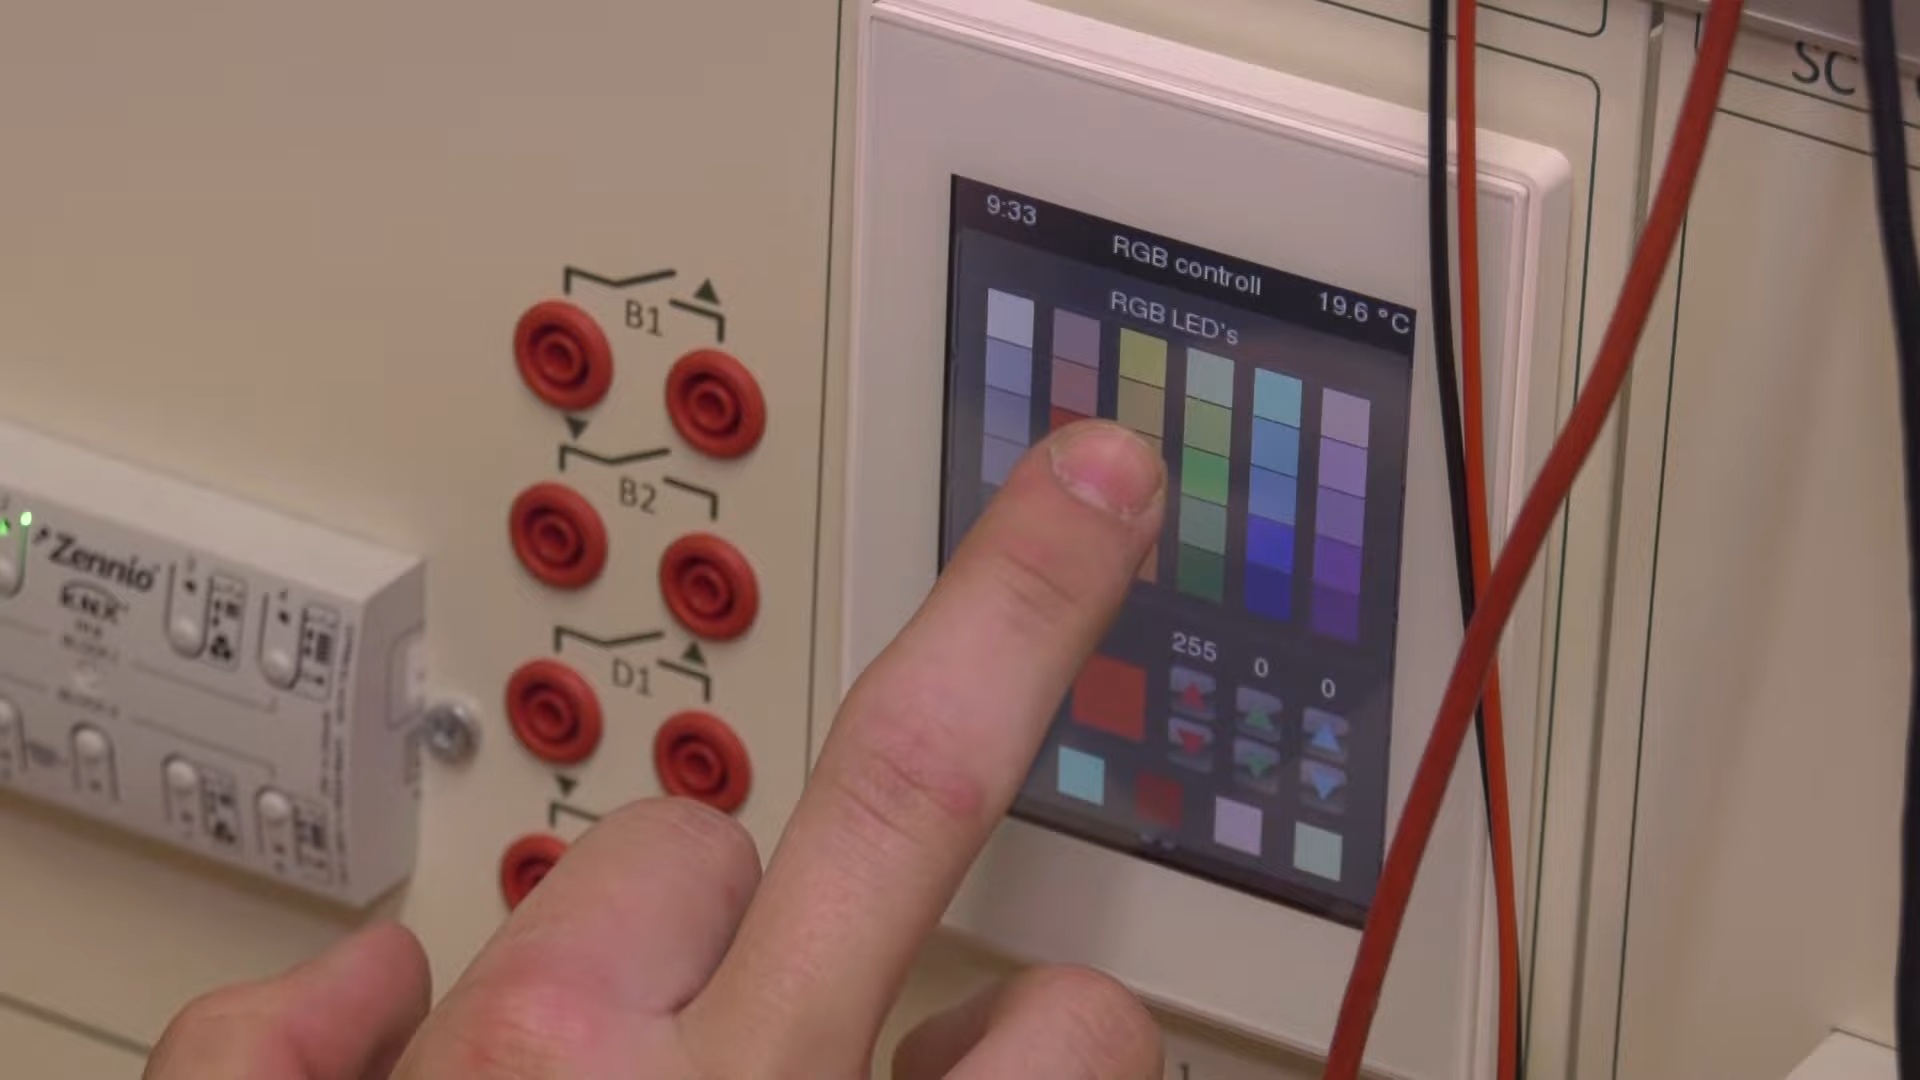 SC
9:33
RGB controll
19.6 °C
RGB LED's
B1
B2
D1
Zennio
KNX
255
0
0